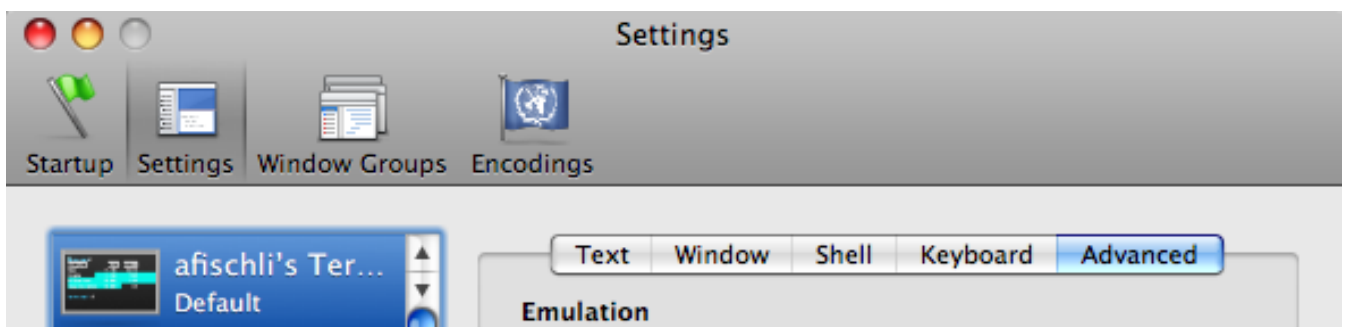 Settings
Startup Settings Window Groups Encodings
afischli's Ter...
Default
Text Window Shell Keyboard Advanced
Emulation